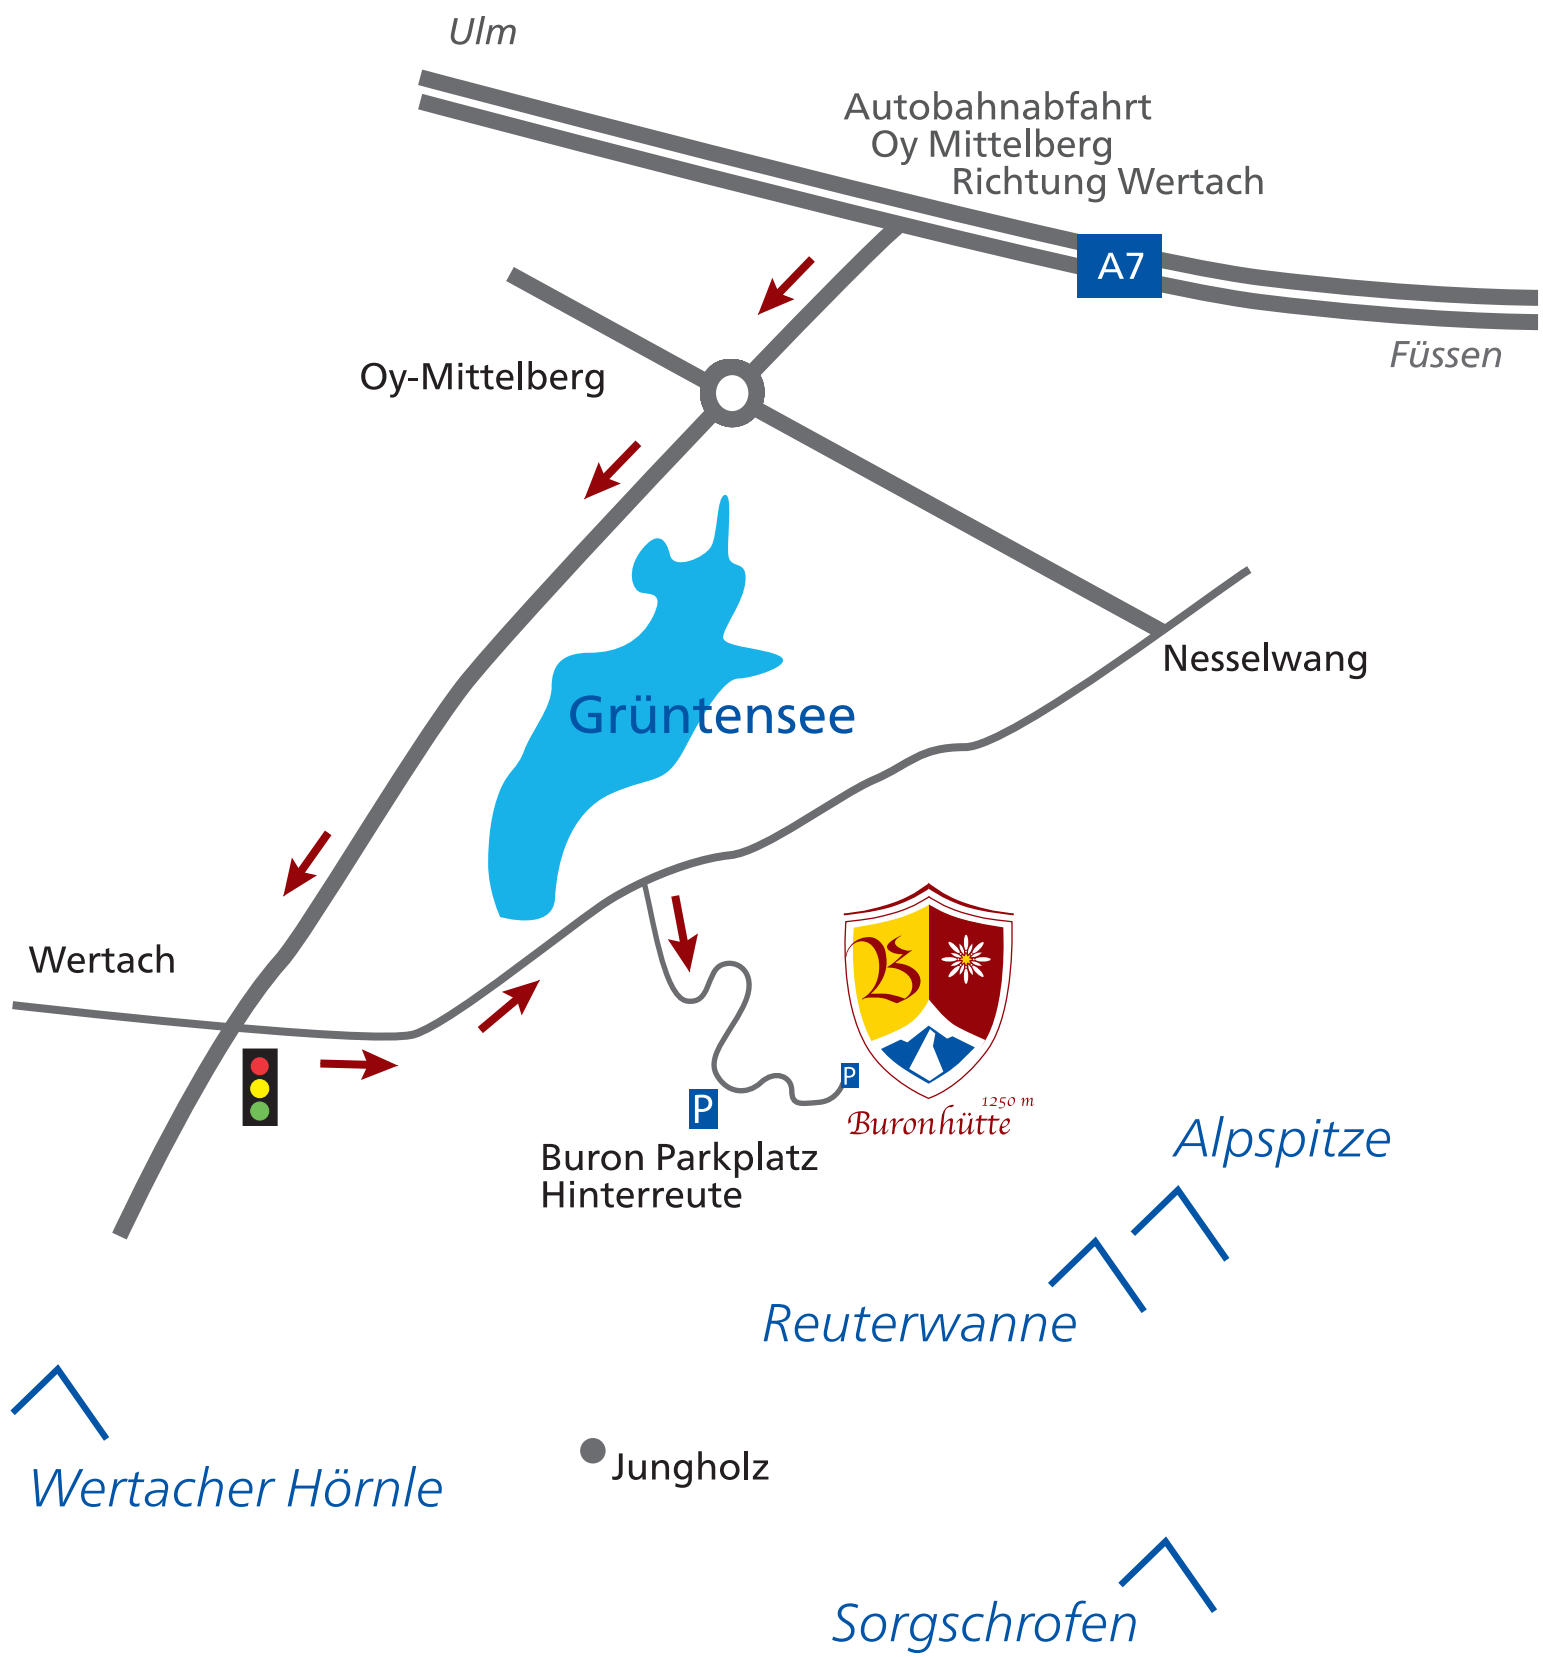 Ulm
Autobahnabfahrt
Oy Mittelberg
Richtung Wertach
A7
Füssen
Oy-Mittelberg
Nesselwang
Grüntensee
Wertach
B
P
1250 m
Buronhütte
P
Buron Parkplatz
Hinterreute
Alpspitze
Reuterwanne
Wertacher Hörnle
Jungholz
Sorgschrofen